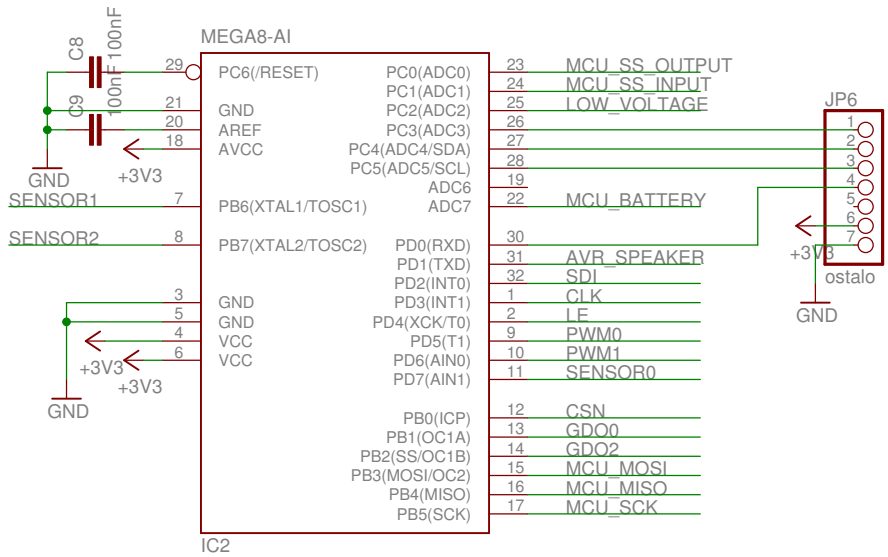 MEGA8-AI
C8
100nF
29 PC6(/RESET)
21 GND
C9
100nF
20 AREF
18 AVCC
+3V3
GND
SENSOR1 7 PB6(XTAL1/TOSC1)
SENSOR2 8 PB7(XTAL2/TOSC2)
3 GND
5 GND
4 VCC
+3V3
6 VCC
+3V3
GND
PC0(ADC0) 23 MCU_SS_OUTPUT
PC1(ADC1) 24 MCU_SS_INPUT
PC2(ADC2) 25 LOW_VOLTAGE
PC3(ADC3) 26
PC4(ADC4/SDA) 27
PC5(ADC5/SCL) 28
ADC6 19
ADC7 22 MCU_BATTERY
PD0(RXD) 30
PD1(TXD) 31 AVR_SPEAKER
PD2(INT0) 32 SDI
PD3(INT1) 1 CLK
PD4(XCK/T0) 2 LE
PD5(T1) 9 PWM0
PD6(AIN0) 10 PWM1
PD7(AIN1) 11 SENSOR0
PB0(ICP) 12 CSN
PB1(OC1A) 13 GDO0
PB2(SS/OC1B) 14 GDO2
PB3(MOSI/OC2) 15 MCU_MOSI
PB4(MISO) 16 MCU_MISO
PB5(SCK) 17 MCU_SCK
IC2
JP6
1
2
3
4
5
6
7
+3V3
ostalo
GND